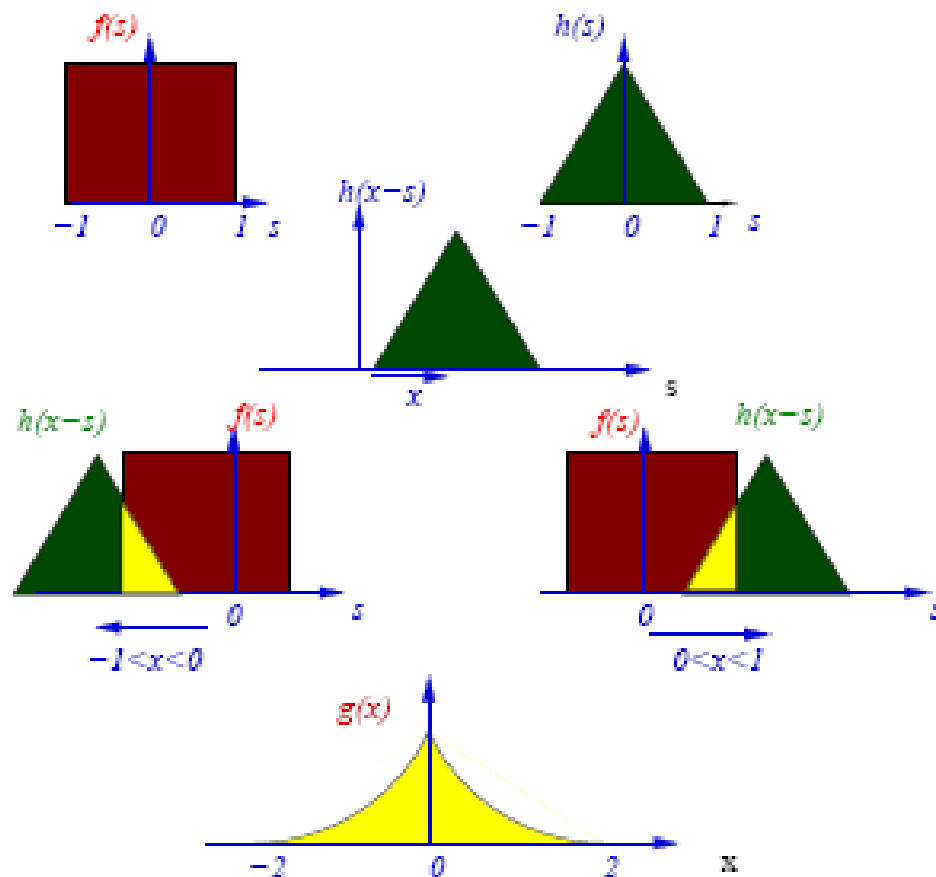 f(s)
h(s)
−1 0 1 s
−1 0 1 s
h(x−s)
x
s
h(x−s) f(s)
f(s) h(x−s)
0 s
0 s
−1<x<0
0<x<1
g(x)
−2 0 2 x